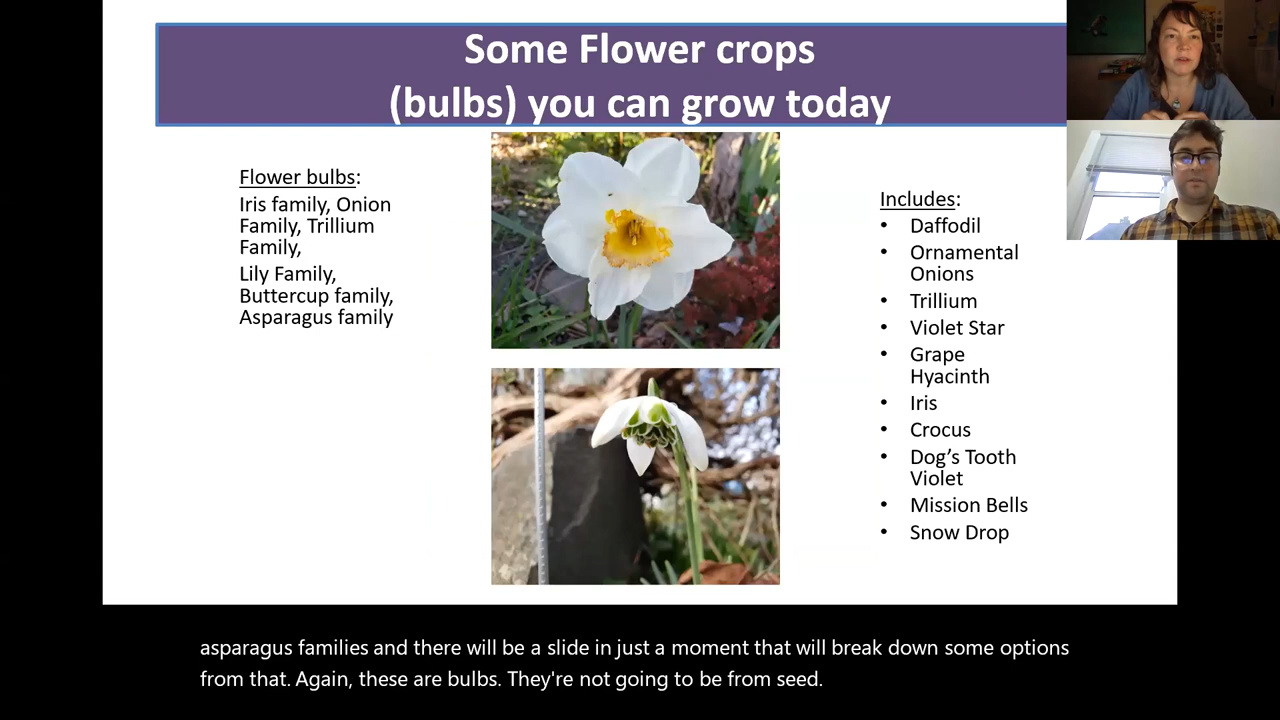 Some Flower crops
(bulbs) you can grow today
Flower bulbs:
Iris family, Onion
Family, Trillium
Family,
Lily Family,
Buttercup family,
Asparagus family
Includes:
• Daffodil
• Ornamental
Onions
• Trillium
• Violet Star
• Grape
Hyacinth
• Iris
• Crocus
• Dog’s Tooth
Violet
• Mission Bells
• Snow Drop
asparagus families and there will be a slide in just a moment that will break down some options
from that. Again, these are bulbs. They're not going to be from seed.